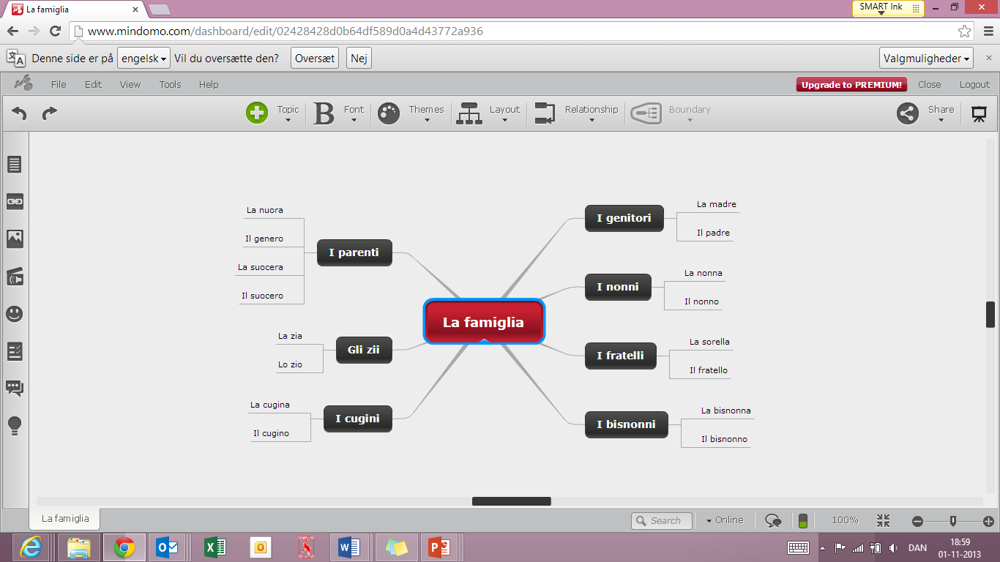 La famiglia
SMART Ink
www.mindomo.com/dashboard/edit/02428428d0b64df589d0a4d43772a936
Denne side er på engelsk Vil du oversætte den? Oversæt Nej Valgmuligheder
File Edit View Tools Help Upgrade to PREMIUM! Close Logout
Topic Font Themes Layout Relationship Boundary Share
La nuora
Il genero
La suocera
Il suocero
I parenti
La zia
Lo zio
Gli zii
La cugina
Il cugino
I cugini
La famiglia
I genitori
La madre
Il padre
I nonni
La nonna
Il nonno
I fratelli
La sorella
Il fratello
I bisnonni
La bisnonna
Il bisnonno
La famiglia
Search Online 100%
DAN 18:59
01-11-2013